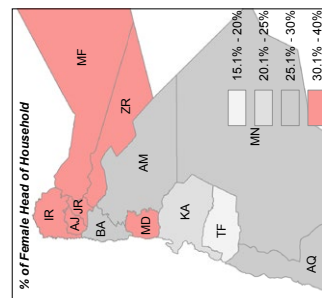 % of Female Head of Household
IR
AJ
JR
MF
ZR
BA
AM
MD
KA
TF
MN
AQ
15.1% - 20%
20.1% - 25%
25.1% - 30%
30.1% - 40%